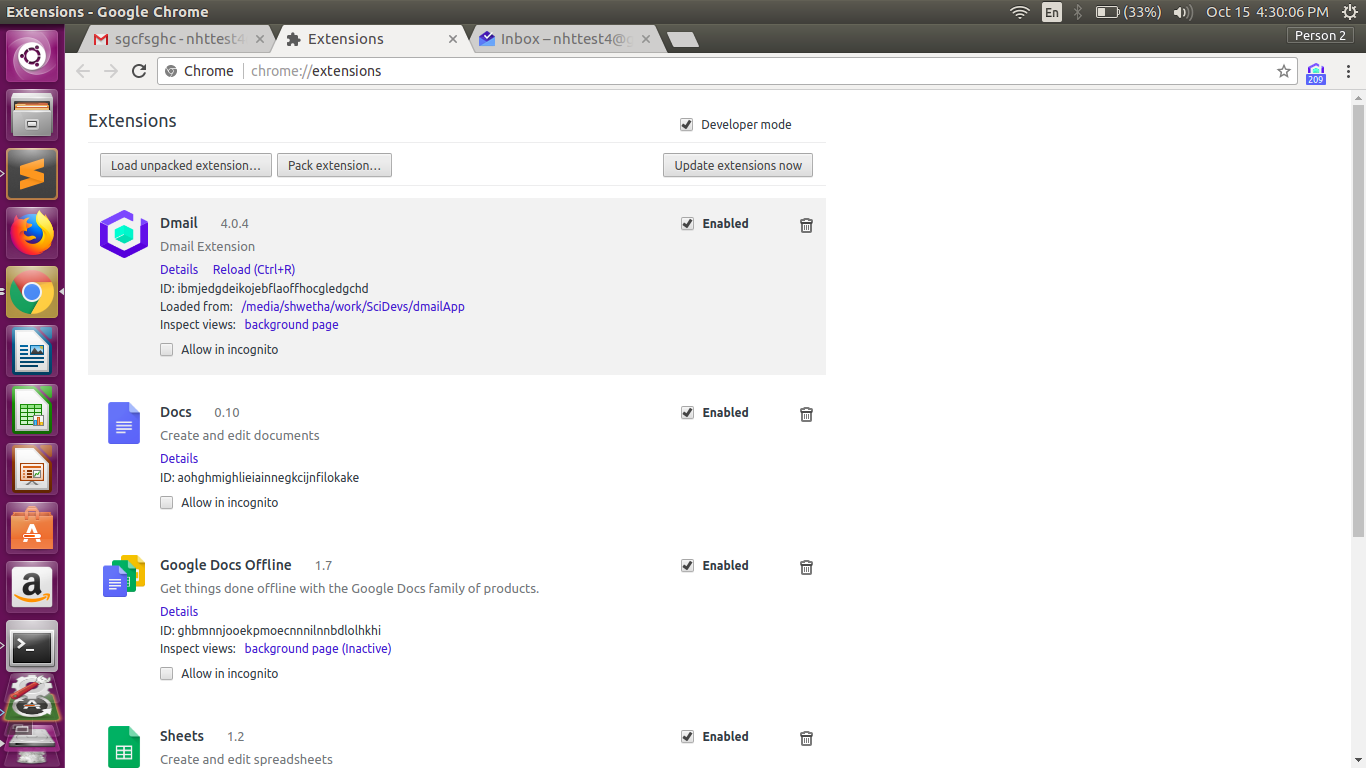 Extensions - Google Chrome
En
(33%)
Oct 15 4:30:06 PM
sgcfsghc - nhttest4
Extensions
Inbox – nhttest4@g
Person 2
Chrome
chrome://extensions
209
Extensions
Developer mode
Load unpacked extension…
Pack extension…
Update extensions now
Dmail 4.0.4
Enabled
Dmail Extension
Details Reload (Ctrl+R)
ID: ibmjedgdeikojebflaoffhocgledgchd
Loaded from: /media/shwetha/work/SciDevs/dmailApp
Inspect views: background page
Allow in incognito
Docs 0.10
Enabled
Create and edit documents
Details
ID: aohghmighlieiainnegkcijnfilokake
Allow in incognito
Google Docs Offline 1.7
Enabled
Get things done offline with the Google Docs family of products.
Details
ID: ghbmnnjooekpmoecnnnilnnbdlolhkhi
Inspect views: background page (Inactive)
Allow in incognito
Sheets 1.2
Enabled
Create and edit spreadsheets